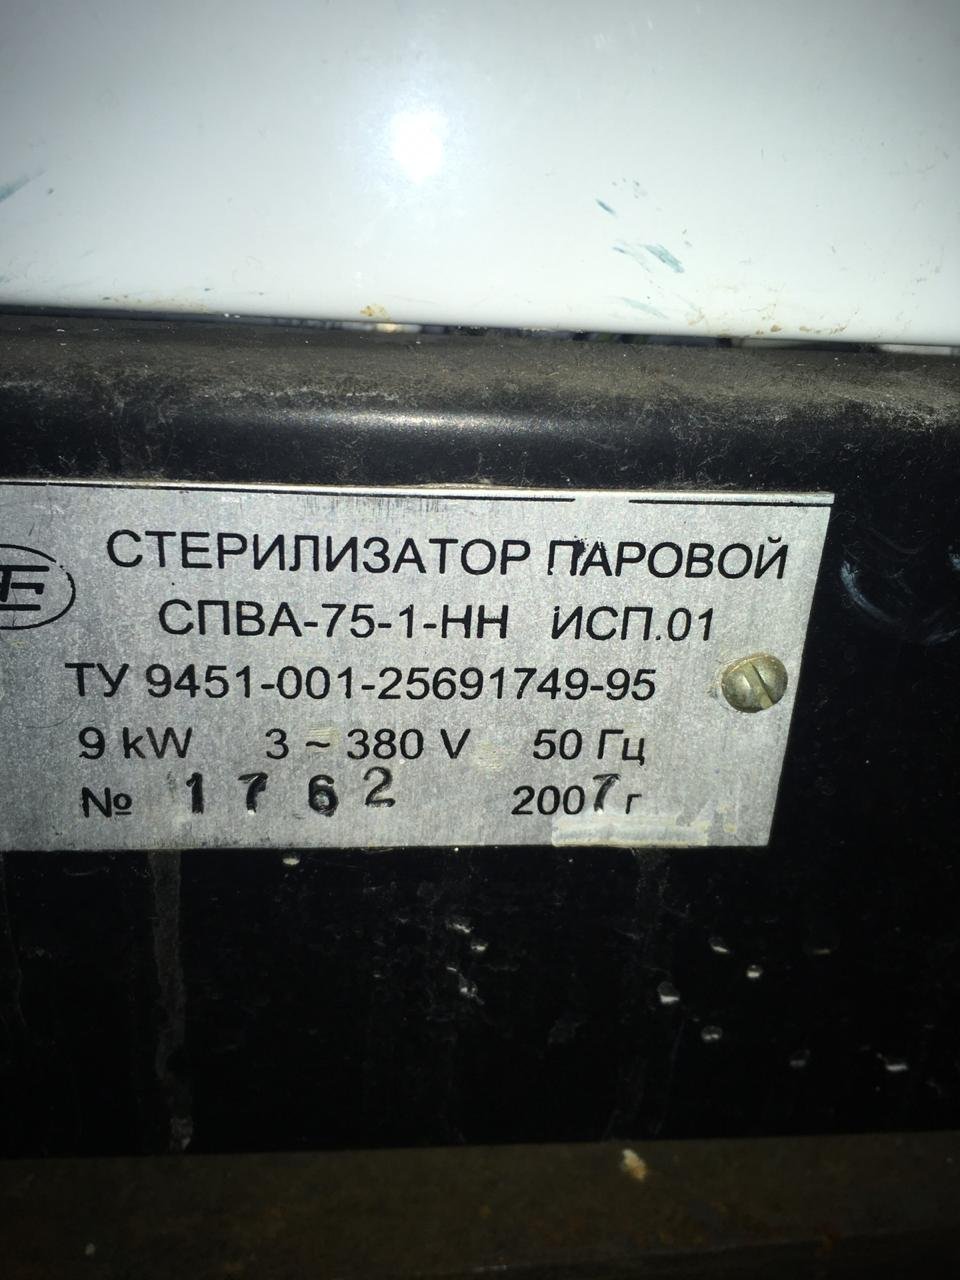 СТЕРИЛИЗАТОР ПАРОВОЙ
СПВА-75-1-НН ИСП.01
ТУ 9451-001-25691749-95
9 kW 3 ~ 380 V 50 Гц
№ 1762 2007 г